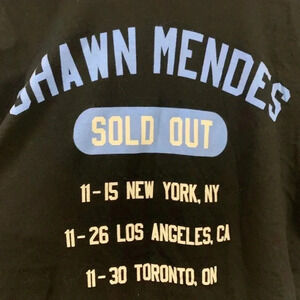 SHAWN MENDES
SOLD OUT
11-15 NEW YORK, NY
11-26 LOS ANGELES, CA
11-30 TORONTO, ON